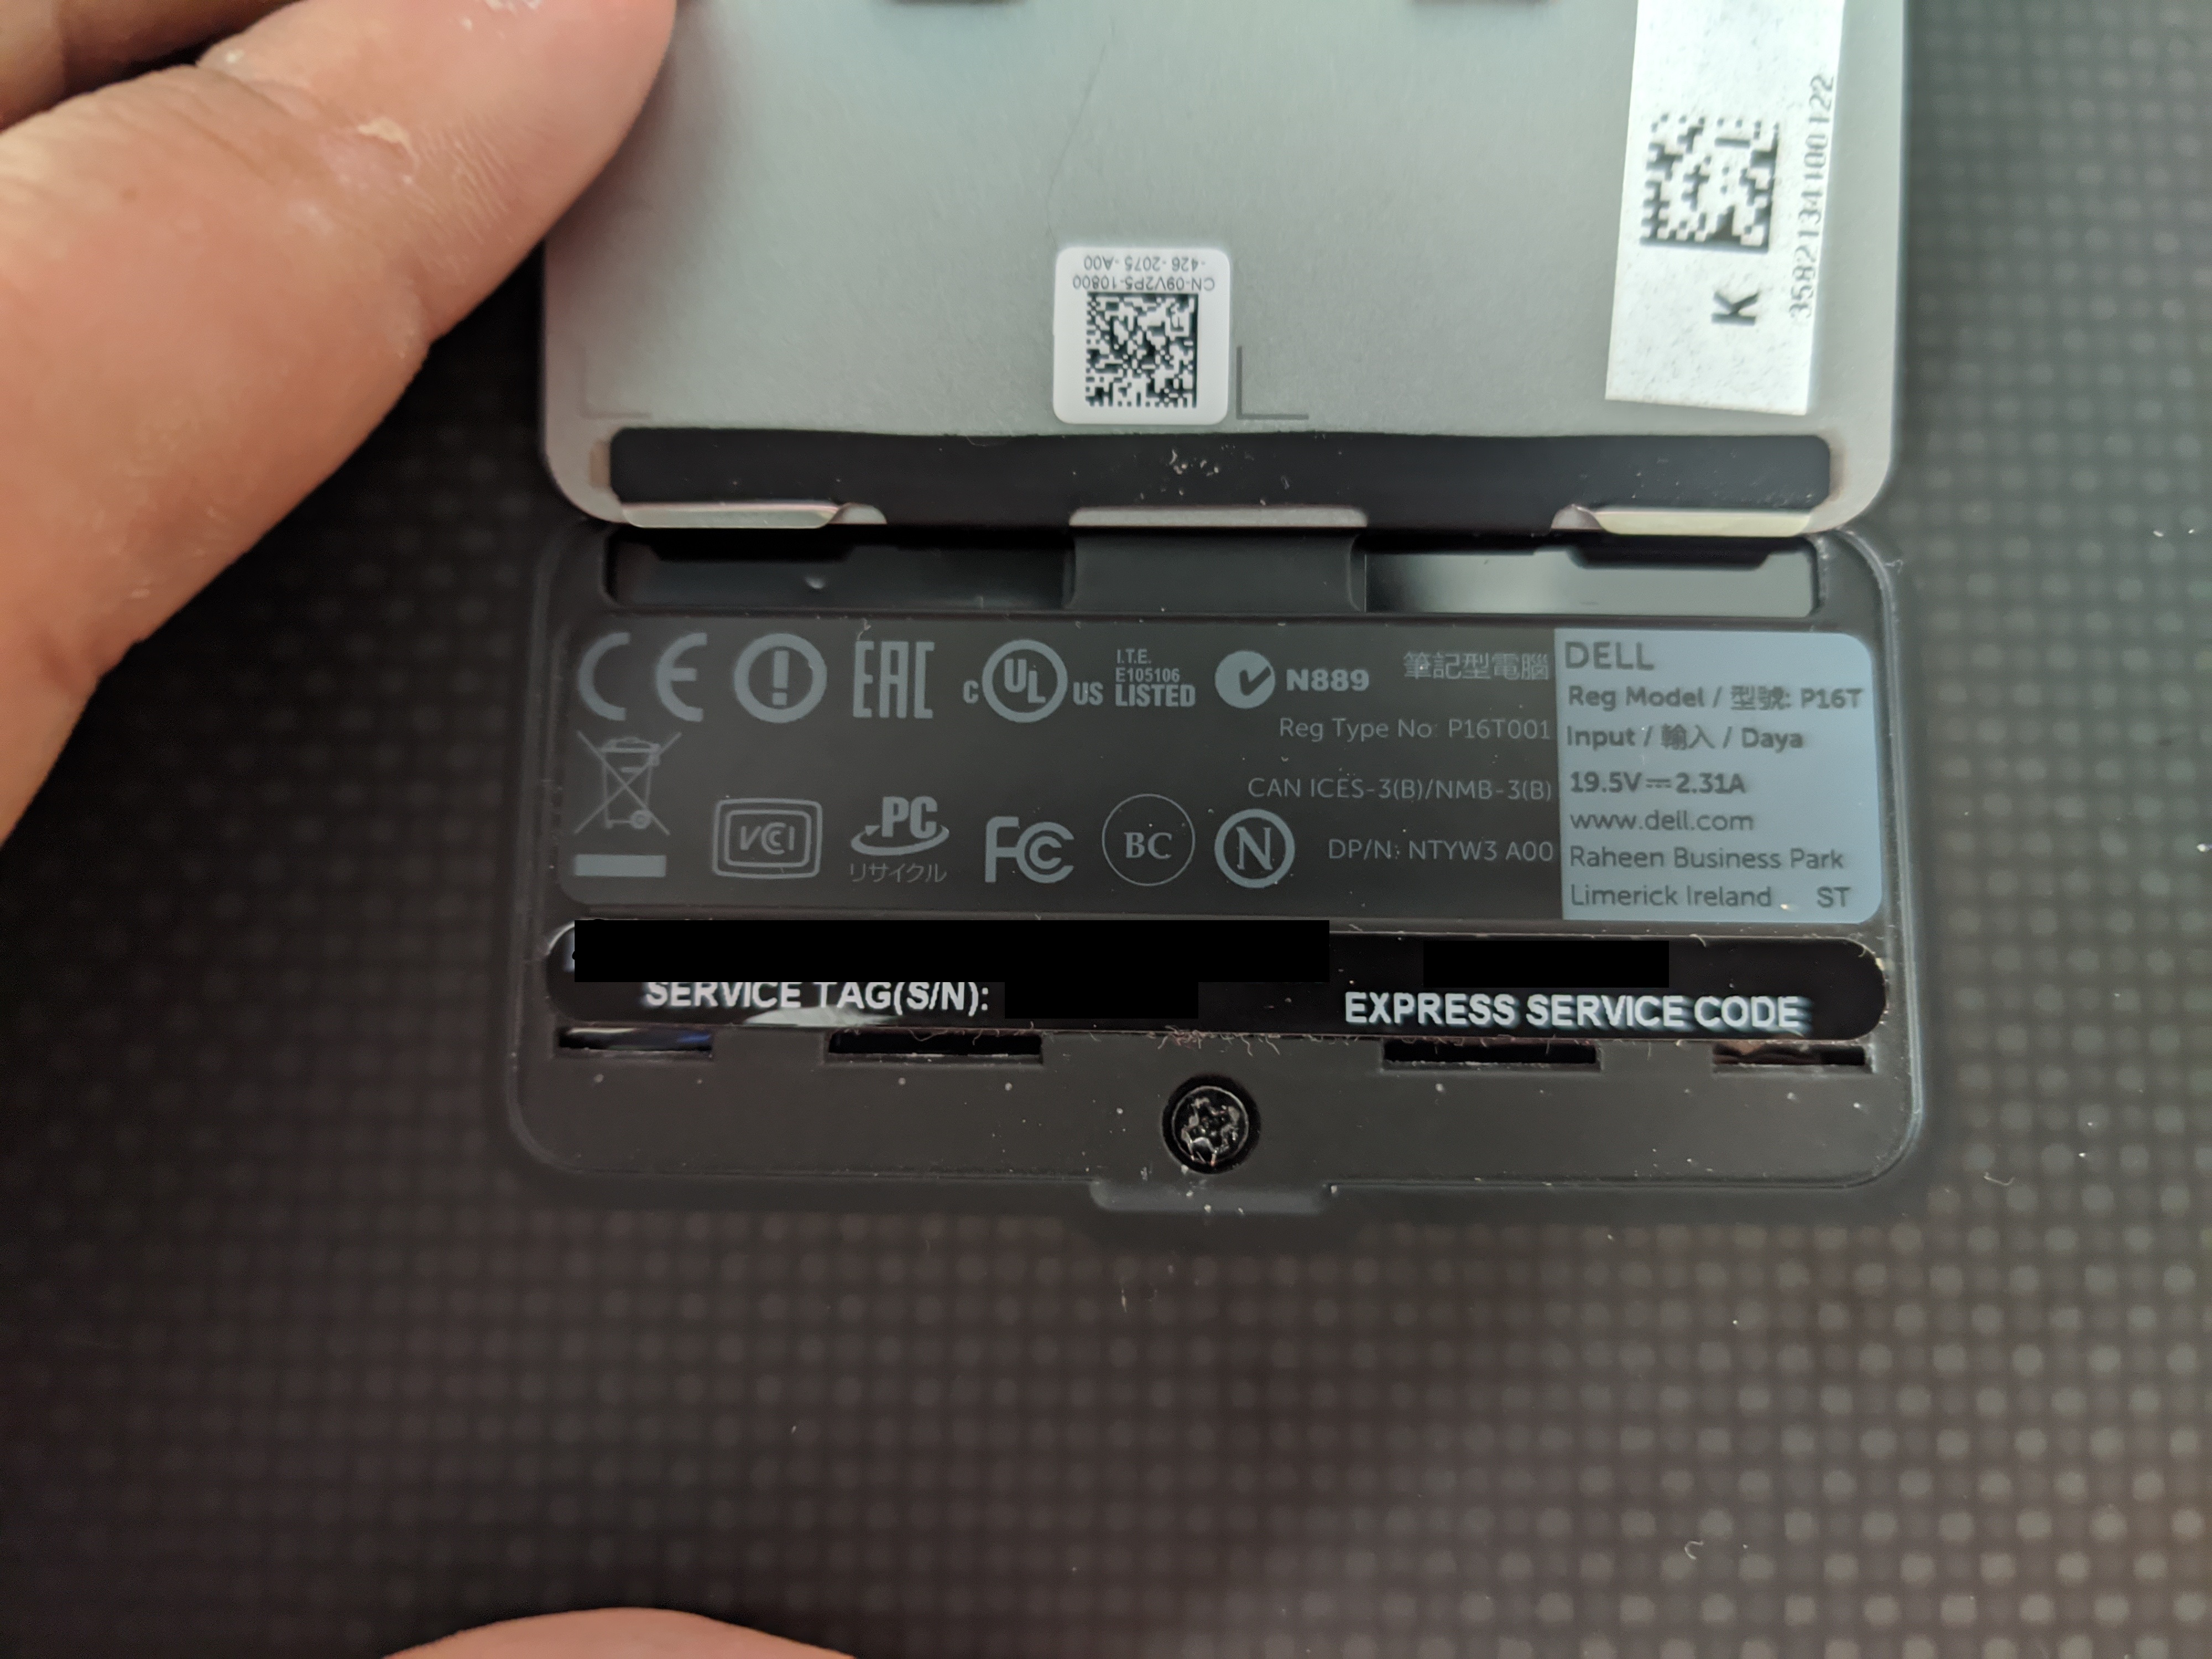 358213410O122
K
CN-09V2P5-10800
-426-2075-A00
CE EAC
C UL US
I.T.E.
E105106
LISTED
N889
筆記型電腦
Reg Type No: P16T001
CAN ICES-3(B)/NMB-3(B)
VCCI
PC
リサイクル
FC
BC
N
DP/N: NTYW3 A00
DELL
Reg Model / 型號: P16T
Input / 輸入 / Daya
19.5V⎓2.31A
www.dell.com
Raheen Business Park
Limerick Ireland ST
SERVICE TAG(S/N):
EXPRESS SERVICE CODE